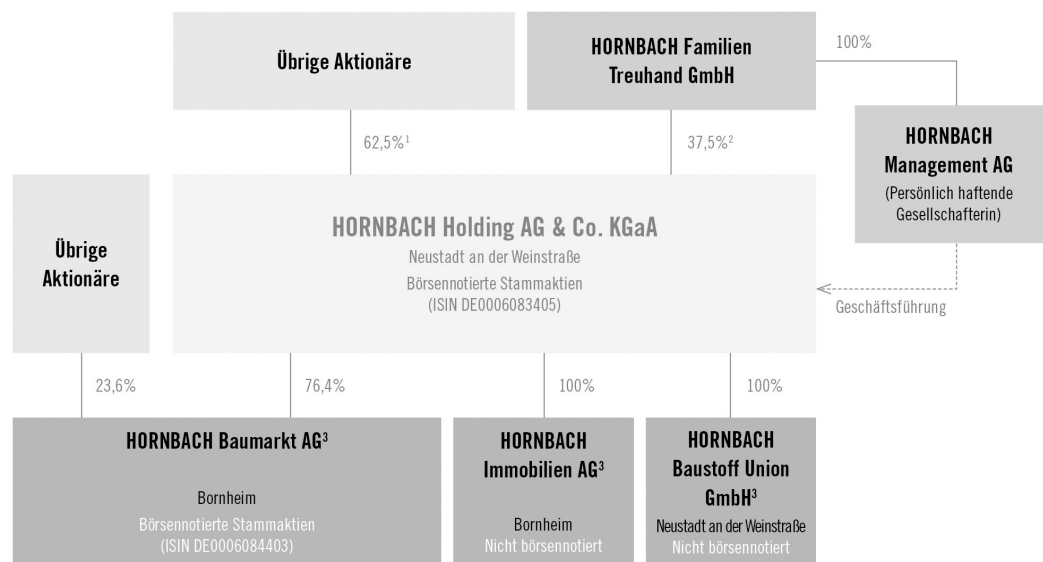 Übrige Aktionäre
HORNBACH Familien
Treuhand GmbH
100%
62,5%¹
37,5%²
HORNBACH
Management AG
(Persönlich haftende
Gesellschafterin)
Übrige
Aktionäre
HORNBACH Holding AG & Co. KGaA
Neustadt an der Weinstraße
Börsennotierte Stammaktien
(ISIN DE0006083405)
Geschäftsführung
23,6%
76,4%
100%
100%
HORNBACH Baumarkt AG³
Bornheim
Börsennotierte Stammaktien
(ISIN DE0006084403)
HORNBACH
Immobilien AG³
Bornheim
Nicht börsennotiert
HORNBACH
Baustoff Union
GmbH³
Neustadt an der Weinstraße
Nicht börsennotiert